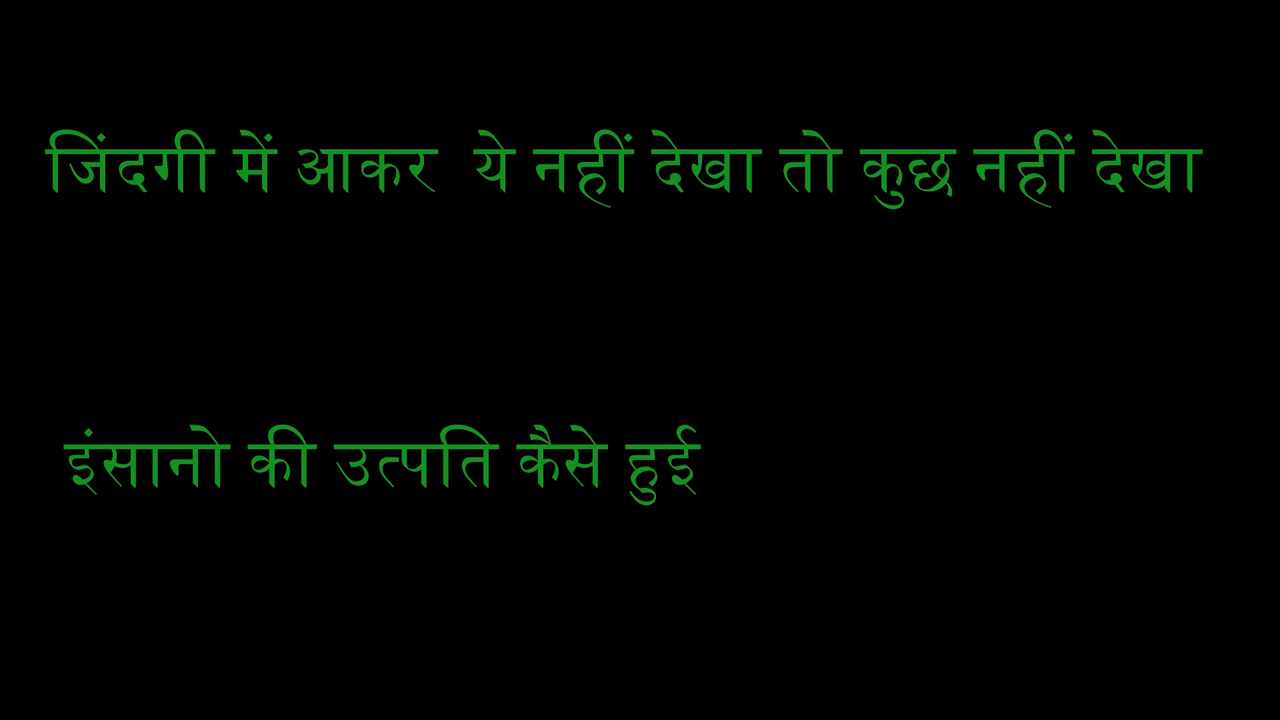 जिंदगी में आकर  ये नहीं देखा तो कुछ नहीं देखा
इंसानो की उत्पति कैसे हुई